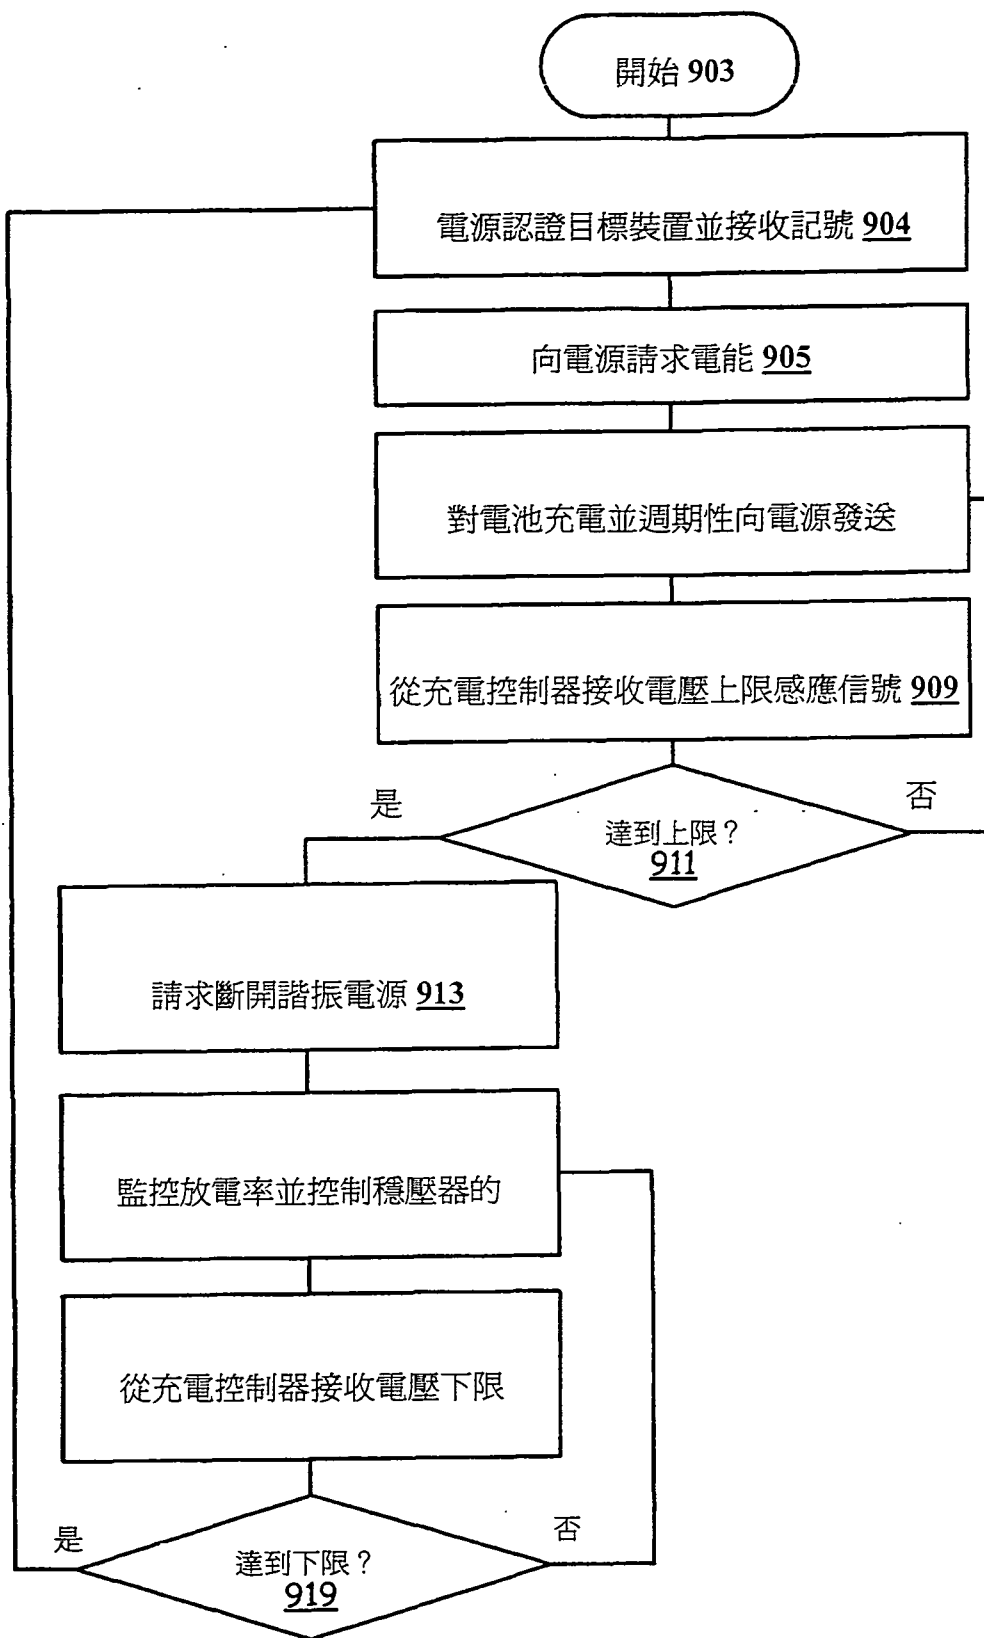 開始 903
電源認證目標裝置並接收記號 904
向電源請求電能 905
對電池充電並週期性向電源發送
從充電控制器接收電壓上限感應信號 909
是
否
達到上限？
911
請求斷開諧振電源 913
監控放電率並控制穩壓器的
從充電控制器接收電壓下限
是
否
達到下限？
919